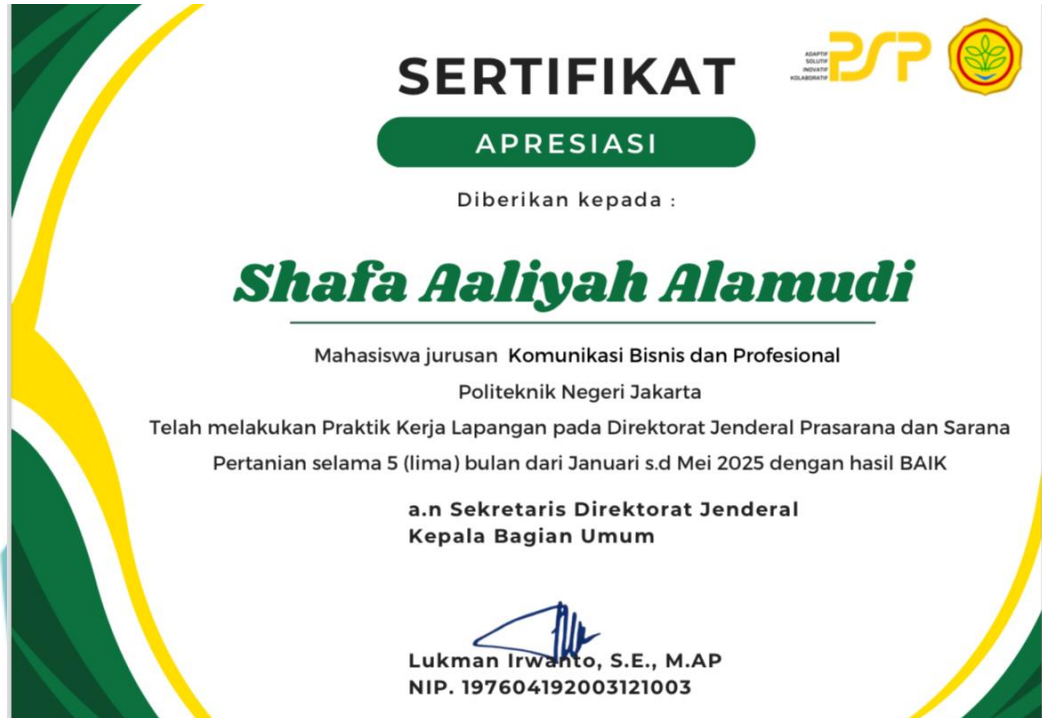 ADAPTIF
SOLUTIF
INOVATIF
KOLABORATIF
PSP
SERTIFIKAT
APRESIASI
Diberikan kepada :
Shafa Aaliyah Alamudi
Mahasiswa jurusan Komunikasi Bisnis dan Profesional
Politeknik Negeri Jakarta
Telah melakukan Praktik Kerja Lapangan pada Direktorat Jenderal Prasarana dan Sarana
Pertanian selama 5 (lima) bulan dari Januari s.d Mei 2025 dengan hasil BAIK
a.n Sekretaris Direktorat Jenderal
Kepala Bagian Umum
Lukman Irwanto, S.E., M.AP
NIP. 197604192003121003